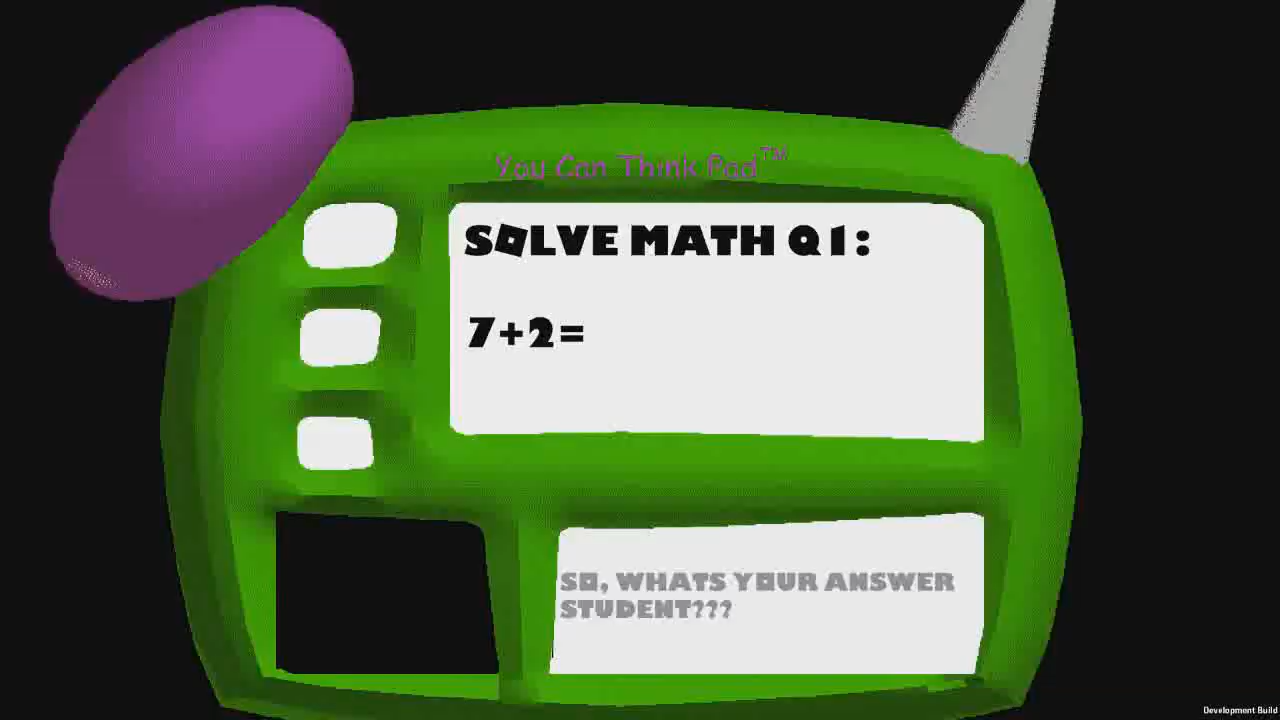 You Can Think Pad™
SOLVE MATH Q1:
7+2=
SO, WHATS YOUR ANSWER
STUDENT???
Development Build